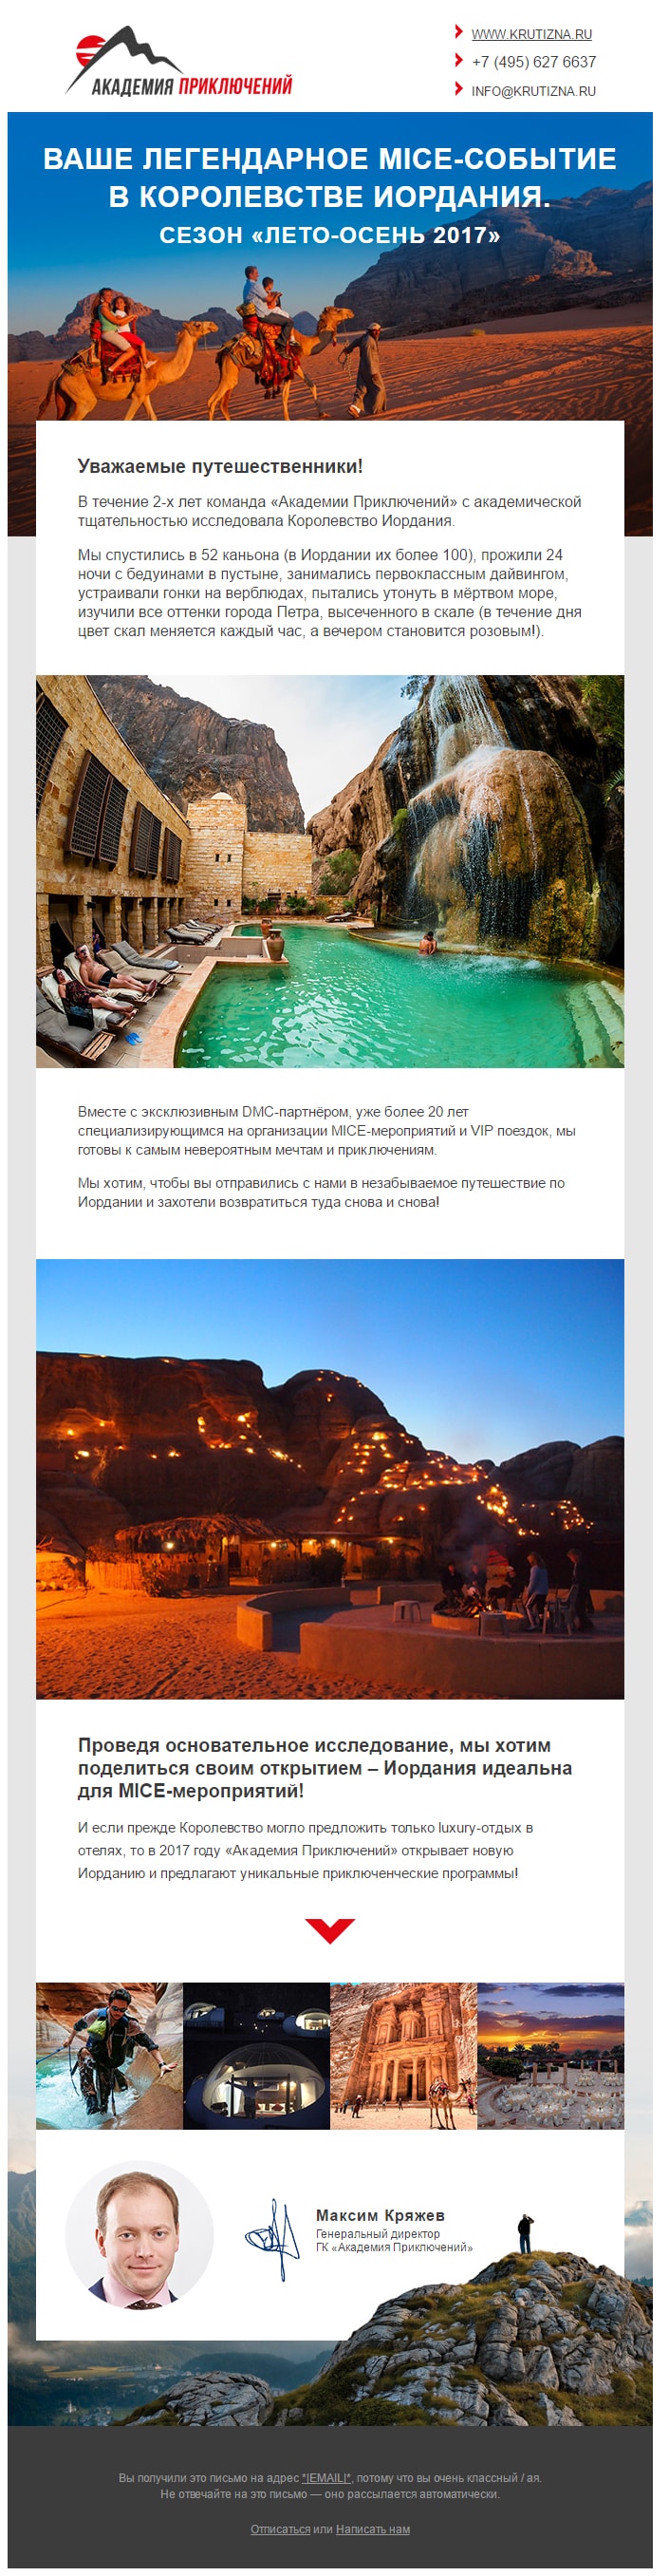 АКАДЕМИЯ ПРИКЛЮЧЕНИЙ
WWW.KRUTIZNA.RU
+7 (495) 627 6637
INFO@KRUTIZNA.RU
ВАШЕ ЛЕГЕНДАРНОЕ MICE-СОБЫТИЕ
В КОРОЛЕВСТВЕ ИОРДАНИЯ.
СЕЗОН «ЛЕТО-ОСЕНЬ 2017»
Уважаемые путешественники!
В течение 2-х лет команда «Академии Приключений» с академической
тщательностью исследовала Королевство Иордания.
Мы спустились в 52 каньона (в Иордании их более 100), прожили 24
ночи с бедуинами в пустыне, занимались первоклассным дайвингом,
устраивали гонки на верблюдах, пытались утонуть в мёртвом море,
изучили все оттенки города Петра, высеченного в скале (в течение дня
цвет скал меняется каждый час, а вечером становится розовым!).
Вместе с эксклюзивным DMC-партнёром, уже более 20 лет
специализирующимся на организации MICE-мероприятий и VIP поездок, мы
готовы к самым невероятным мечтам и приключениям.
Мы хотим, чтобы вы отправились с нами в незабываемое путешествие по
Иордании и захотели возвратиться туда снова и снова!
Проведя основательное исследование, мы хотим
поделиться своим открытием – Иордания идеальна
для MICE-мероприятий!
И если прежде Королевство могло предложить только luxury-отдых в
отелях, то в 2017 году «Академия Приключений» открывает новую
Иорданию и предлагают уникальные приключенческие программы!
Максим Кряжев
Генеральный директор
ГК «Академия Приключений»
Вы получили это письмо на адрес *|EMAIL|*, потому что вы очень классный / ая.
Не отвечайте на это письмо — оно рассылается автоматически.
Отписаться или Написать нам